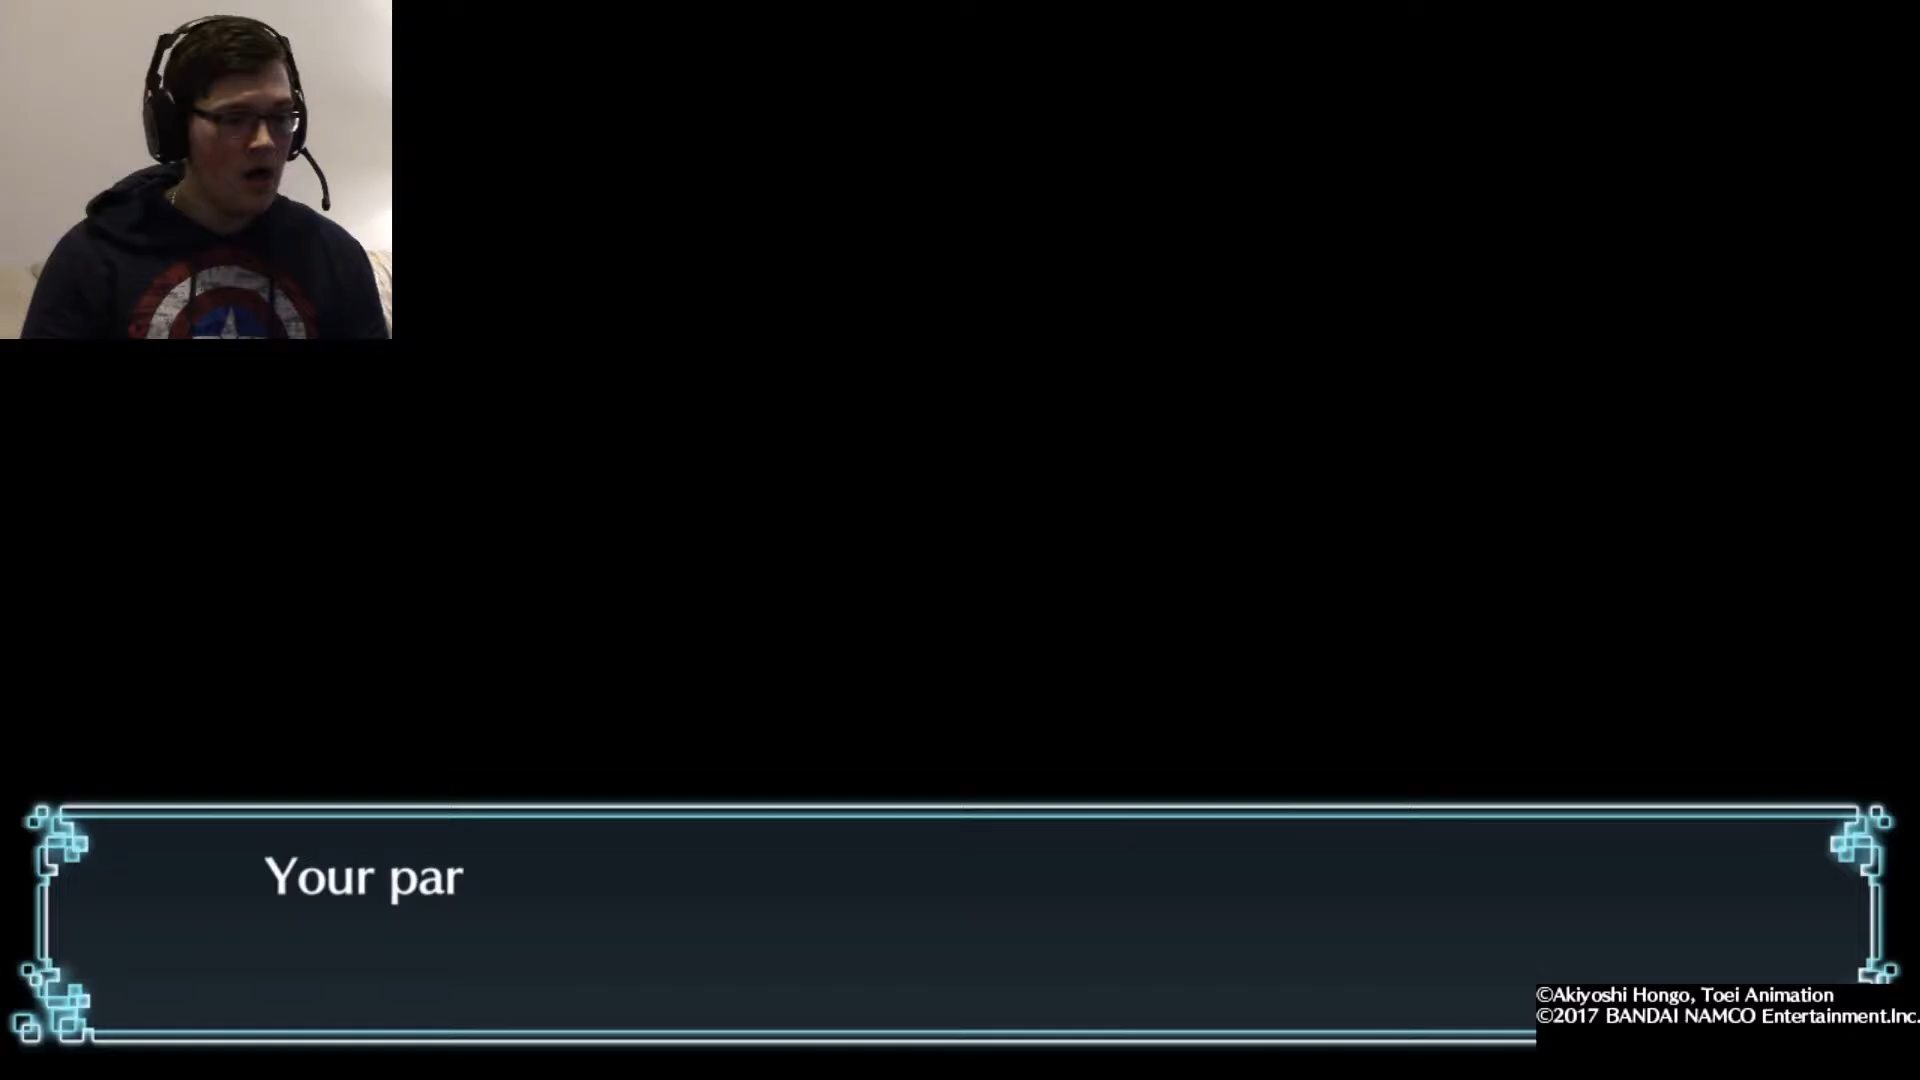 Your par
©Akiyoshi Hongo, Toei Animation
©2017 BANDAI NAMCO Entertainment.Inc.